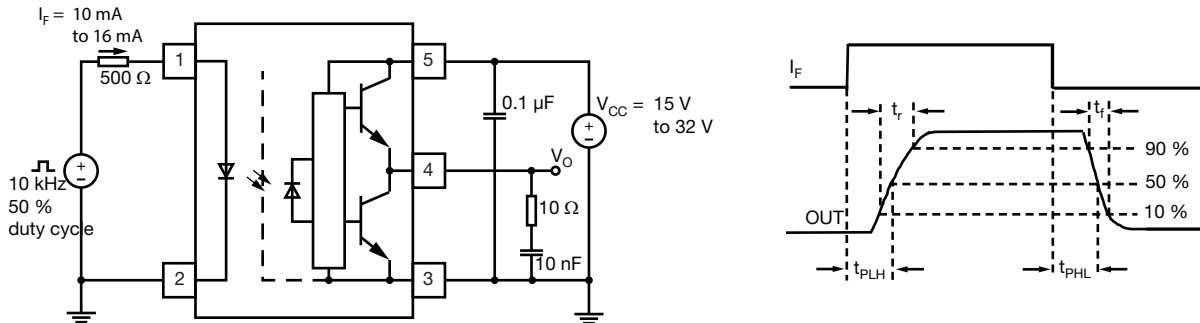 I_F = 10 mA
to 16 mA
500 Ω
1
2
10 kHz
50 %
duty cycle
5
4
3
0.1 µF
V_CC = 15 V
to 32 V
V_O
10 Ω
10 nF
+
−
+
−
I_F
OUT
t_r
t_f
90 %
50 %
10 %
t_PLH
t_PHL